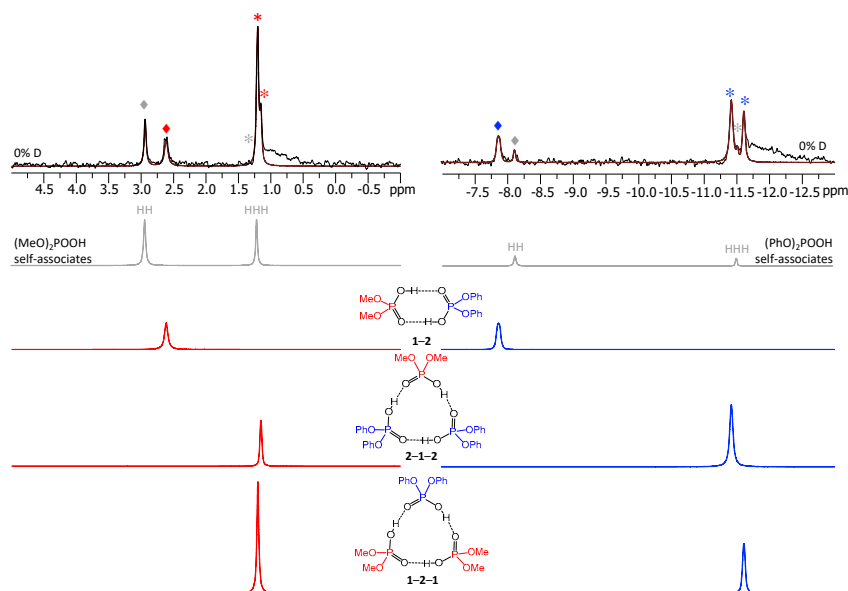 0% D
4.5 4.0 3.5 3.0 2.5 2.0 1.5 1.0 0.5 0.0 -0.5 ppm
0% D
-7.5 -8.0 -8.5 -9.0 -9.5 -10.0 -10.5 -11.0 -11.5 -12.0 -12.5 ppm
HH HHH
(MeO)₂POOH
self-associates
HH HHH
(PhO)₂POOH
self-associates
MeO MeO P O H O O H O P OPh OPh
1–2
MeO OMe
P
O O
H H
O O
PhO P P OPh
PhO O H O OPh
2–1–2
PhO OPh
P
O O
H H
O O
MeO P P OMe
MeO O H O OMe
1–2–1